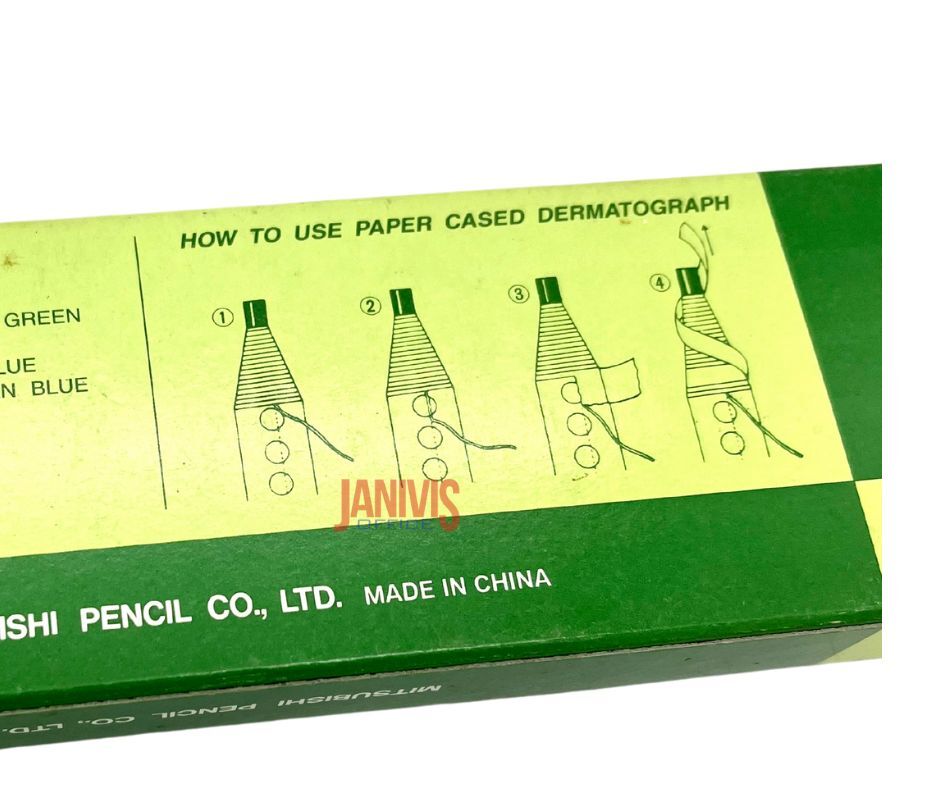 HOW TO USE PAPER CASED DERMATOGRAPH
GREEN
LUE
N BLUE
① ② ③ ④
JANIVIS
OFFICE
ISHI PENCIL CO., LTD. MADE IN CHINA
MITSUBISHI PENCIL CO., LTD.